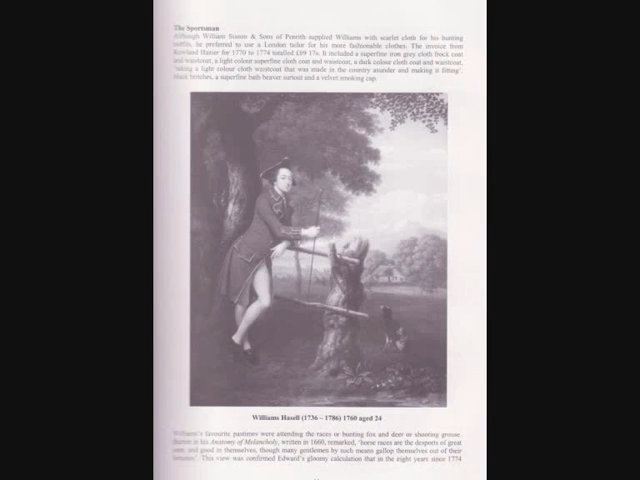 The Sportsman
Although William Sisson & Sons of Penrith supplied Williams with scarlet cloth for his hunting
outfits, he preferred to use a London tailor for his more fashionable clothes. The invoice from
Rowland Hunter for 1770 to 1774 totalled £89 17s. It included a superfine iron grey cloth frock coat
and waistcoat, a light colour superfine cloth coat and waistcoat, a dark colour cloth coat and waistcoat,
'taking a light colour cloth waistcoat that was made in the country asunder and making it fitting',
black breeches, a superfine bath beaver surtout and a velvet smoking cap.
Williams Hasell (1736 – 1786) 1760 aged 24
Williams's favourite pastimes were attending the races or hunting fox and deer or shooting grouse.
Burton in his Anatomy of Melancholy, written in 1660, remarked, 'horse races are the desports of great
men and good in themselves, though many gentlemen by such means gallop themselves out of their
fortunes'. This view was confirmed Edward's gloomy calculation that in the eight years since 1774